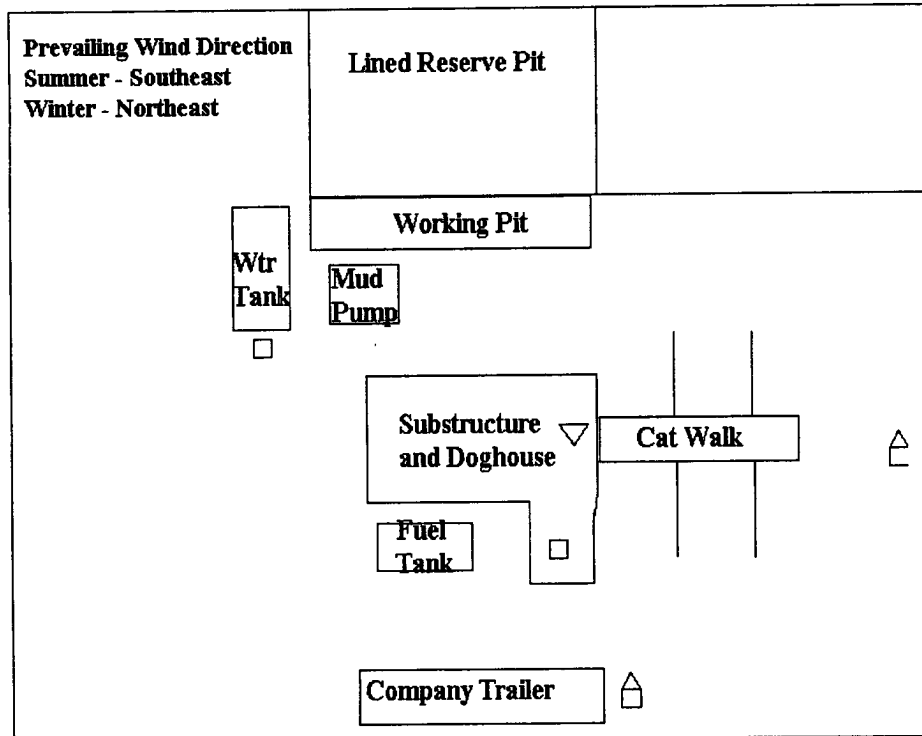 Prevailing Wind Direction
Summer - Southeast
Winter - Northeast
Lined Reserve Pit
Working Pit
Wtr
Tank
Mud
Pump
Substructure
and Doghouse
Cat Walk
Fuel
Tank
Company Trailer